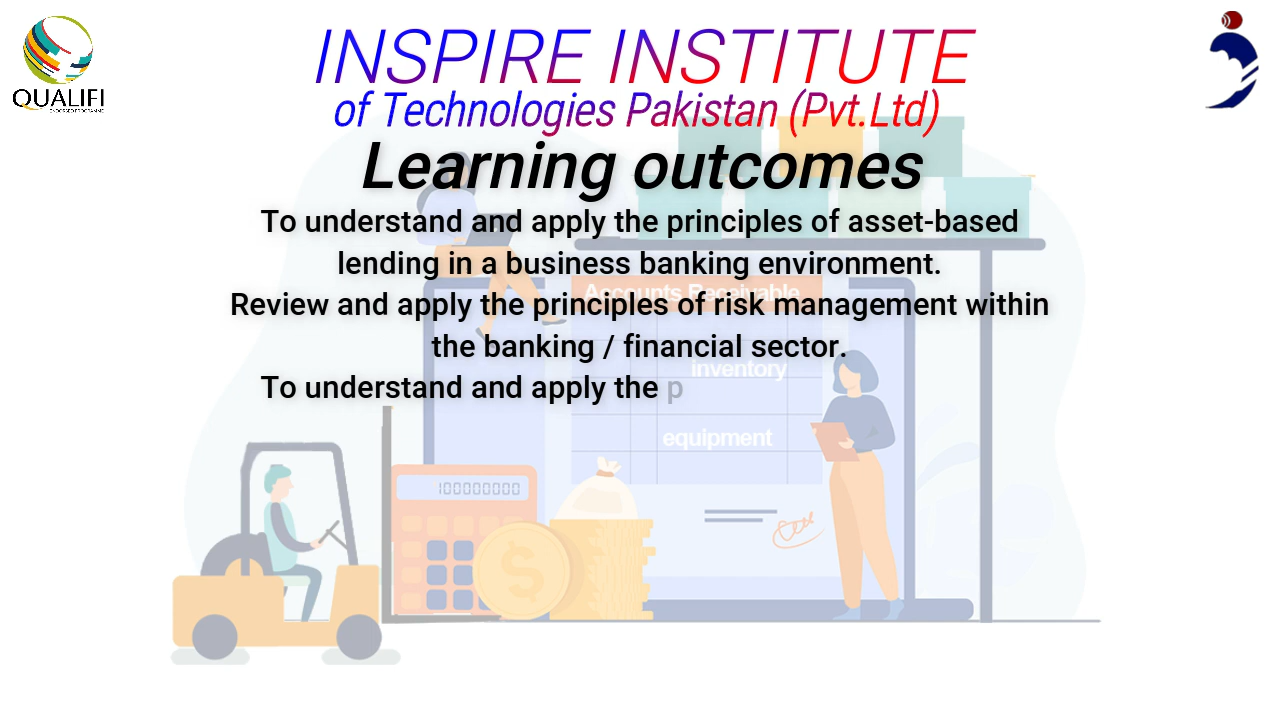 QUALIFI
ENDORSED PROGRAMME
INSPIRE INSTITUTE
of Technologies Pakistan (Pvt.Ltd)
Learning outcomes
To understand and apply the principles of asset-based
lending in a business banking environment.
Review and apply the principles of risk management within
the banking / financial sector.
To understand and apply the p
Accounts Receivable
inventory
equipment
100000000